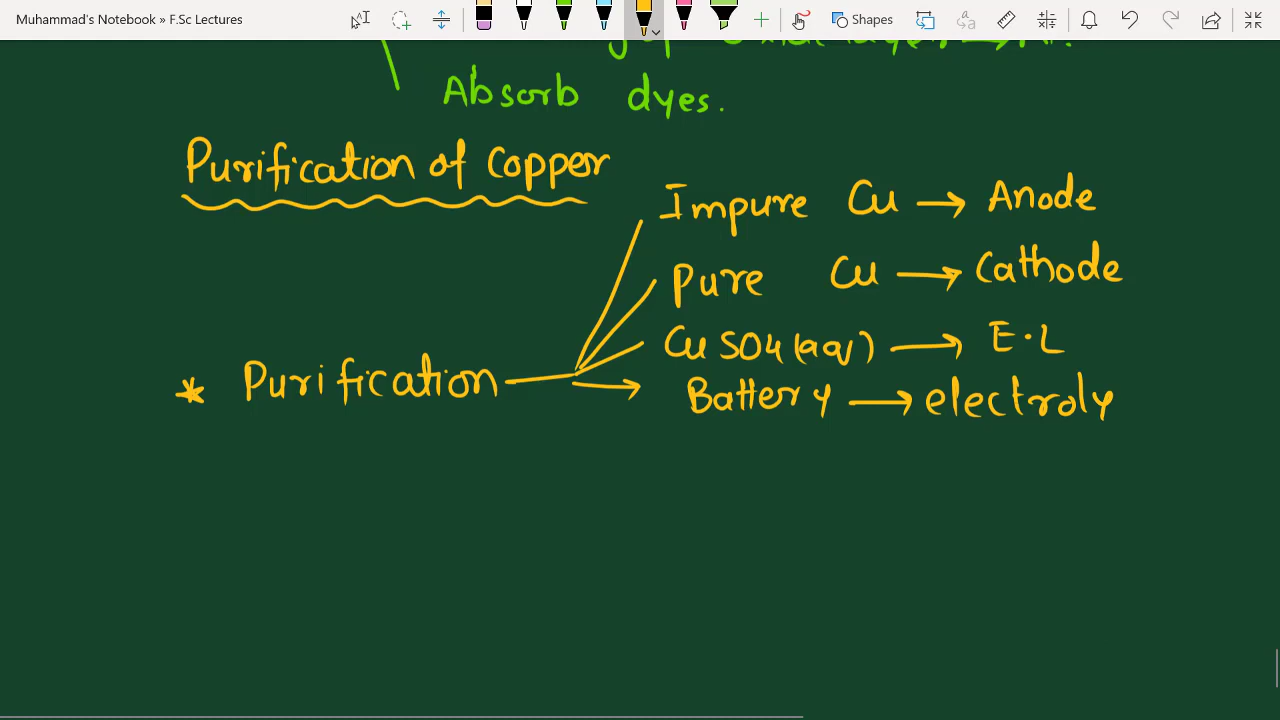 Muhammad's Notebook » F.Sc Lectures
Shapes
Absorb dyes.
Purification of Copper
Impure Cu → Anode
Pure Cu → Cathode
CuSO4(aq) → E.L
* Purification
Battery → electroly